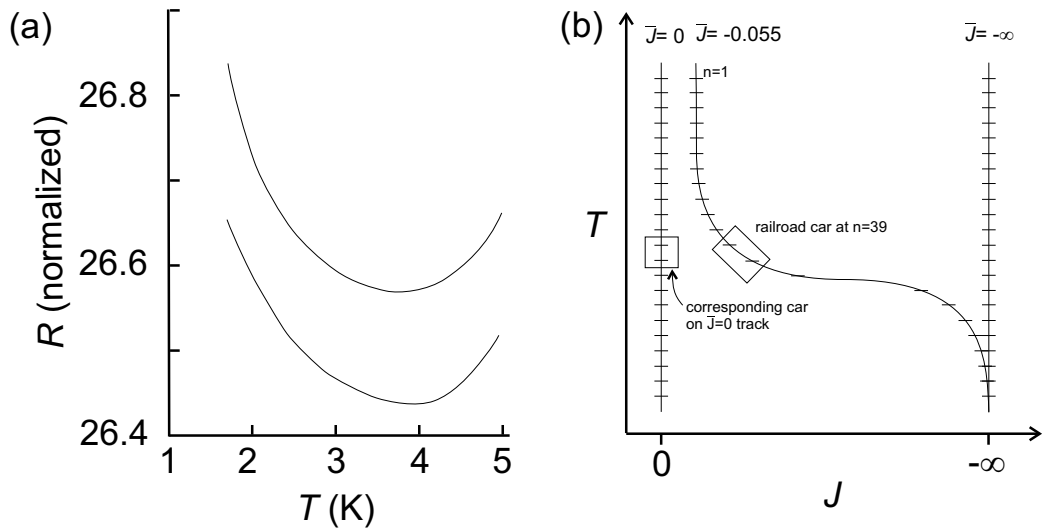 (a)
26.8
26.6
26.4
R (normalized)
1 2 3 4 5
T (K)
(b)
J̅= 0 J̅= -0.055 J̅= -∞
n=1
T
railroad car at n=39
corresponding car
on J̅=0 track
0 -∞
J